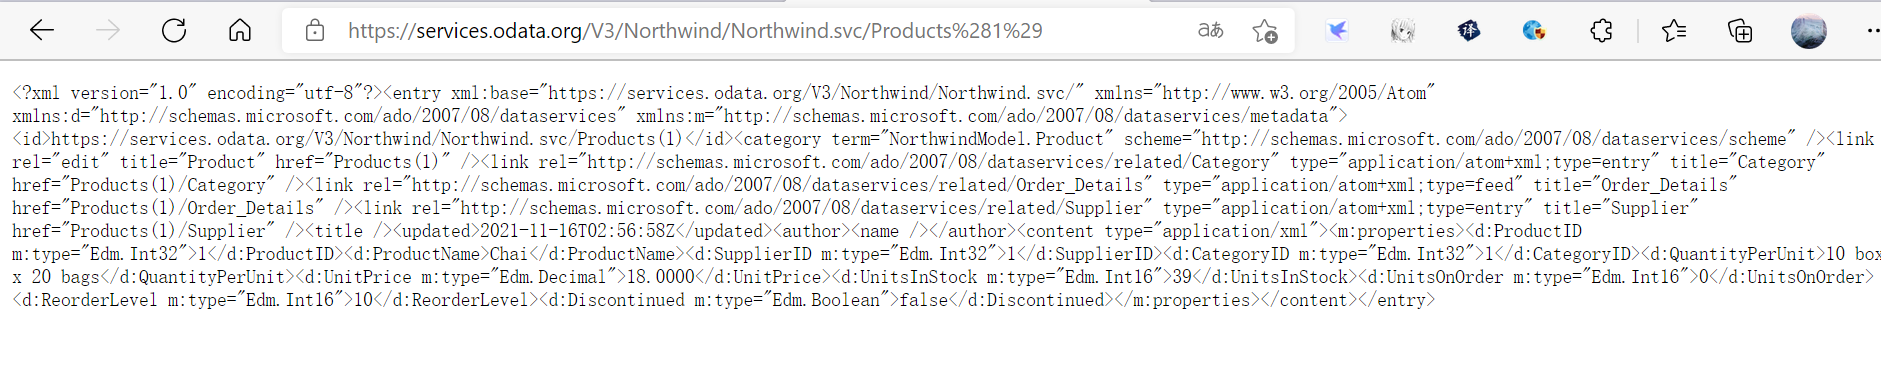 https://services.odata.org/V3/Northwind/Northwind.svc/Products%281%29
aあ
译
<?xml version="1.0" encoding="utf-8"?><entry xml:base="https://services.odata.org/V3/Northwind/Northwind.svc/" xmlns="http://www.w3.org/2005/Atom"
xmlns:d="http://schemas.microsoft.com/ado/2007/08/dataservices" xmlns:m="http://schemas.microsoft.com/ado/2007/08/dataservices/metadata">
<id>https://services.odata.org/V3/Northwind/Northwind.svc/Products(1)</id><category term="NorthwindModel.Product" scheme="http://schemas.microsoft.com/ado/2007/08/dataservices/scheme" /><link
rel="edit" title="Product" href="Products(1)" /><link rel="http://schemas.microsoft.com/ado/2007/08/dataservices/related/Category" type="application/atom+xml;type=entry" title="Category"
href="Products(1)/Category" /><link rel="http://schemas.microsoft.com/ado/2007/08/dataservices/related/Order_Details" type="application/atom+xml;type=feed" title="Order_Details"
href="Products(1)/Order_Details" /><link rel="http://schemas.microsoft.com/ado/2007/08/dataservices/related/Supplier" type="application/atom+xml;type=entry" title="Supplier"
href="Products(1)/Supplier" /><title /><updated>2021-11-16T02:56:58Z</updated><author><name /></author><content type="application/xml"><m:properties><d:ProductID
m:type="Edm.Int32">1</d:ProductID><d:ProductName>Chai</d:ProductName><d:SupplierID m:type="Edm.Int32">1</d:SupplierID><d:CategoryID m:type="Edm.Int32">1</d:CategoryID><d:QuantityPerUnit>10 box
x 20 bags</d:QuantityPerUnit><d:UnitPrice m:type="Edm.Decimal">18.0000</d:UnitPrice><d:UnitsInStock m:type="Edm.Int16">39</d:UnitsInStock><d:UnitsOnOrder m:type="Edm.Int16">0</d:UnitsOnOrder>
<d:ReorderLevel m:type="Edm.Int16">10</d:ReorderLevel><d:Discontinued m:type="Edm.Boolean">false</d:Discontinued></m:properties></content></entry>